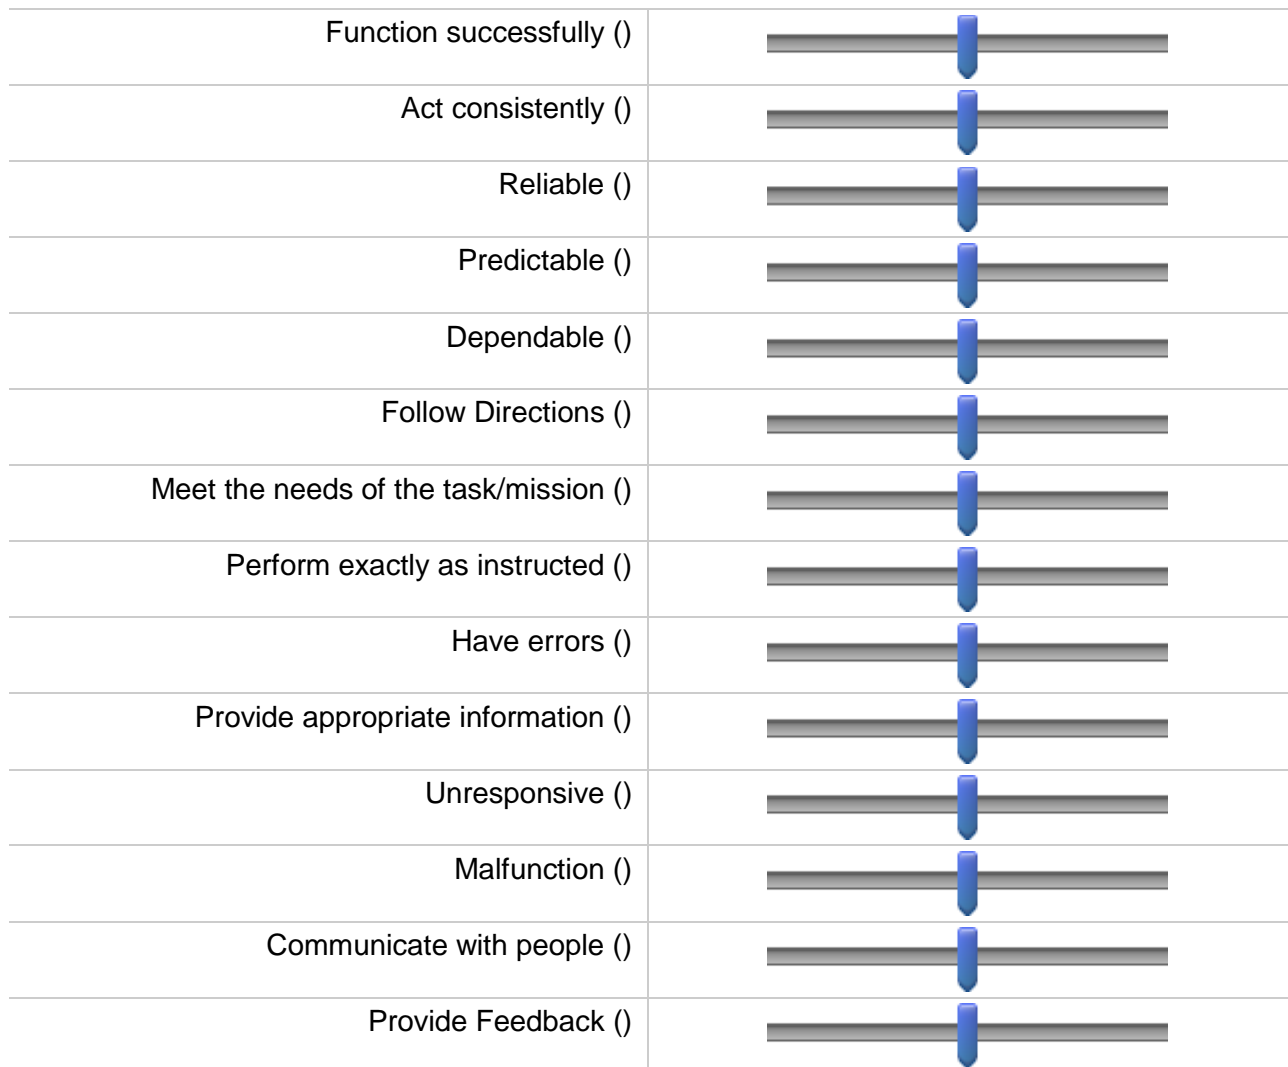 Function successfully ()
Act consistently ()
Reliable ()
Predictable ()
Dependable ()
Follow Directions ()
Meet the needs of the task/mission ()
Perform exactly as instructed ()
Have errors ()
Provide appropriate information ()
Unresponsive ()
Malfunction ()
Communicate with people ()
Provide Feedback ()